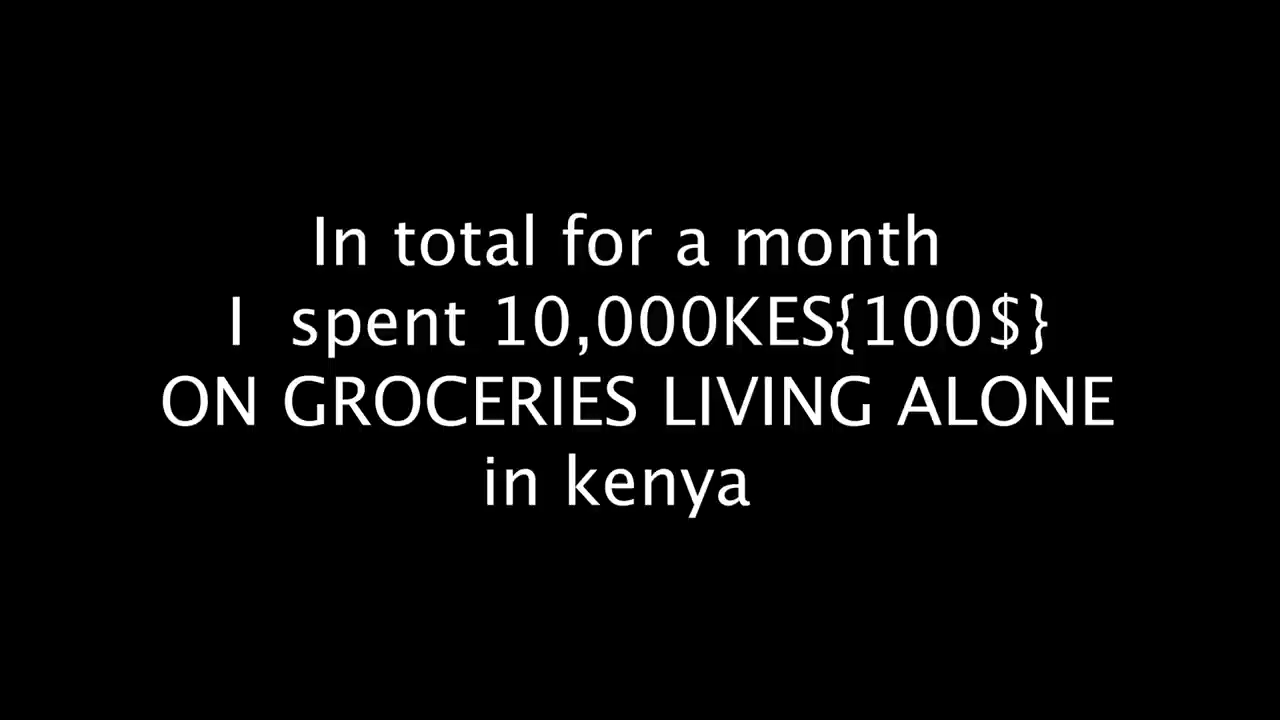 In total for a month
I  spent 10,000KES{100$}
ON GROCERIES LIVING ALONE
in kenya